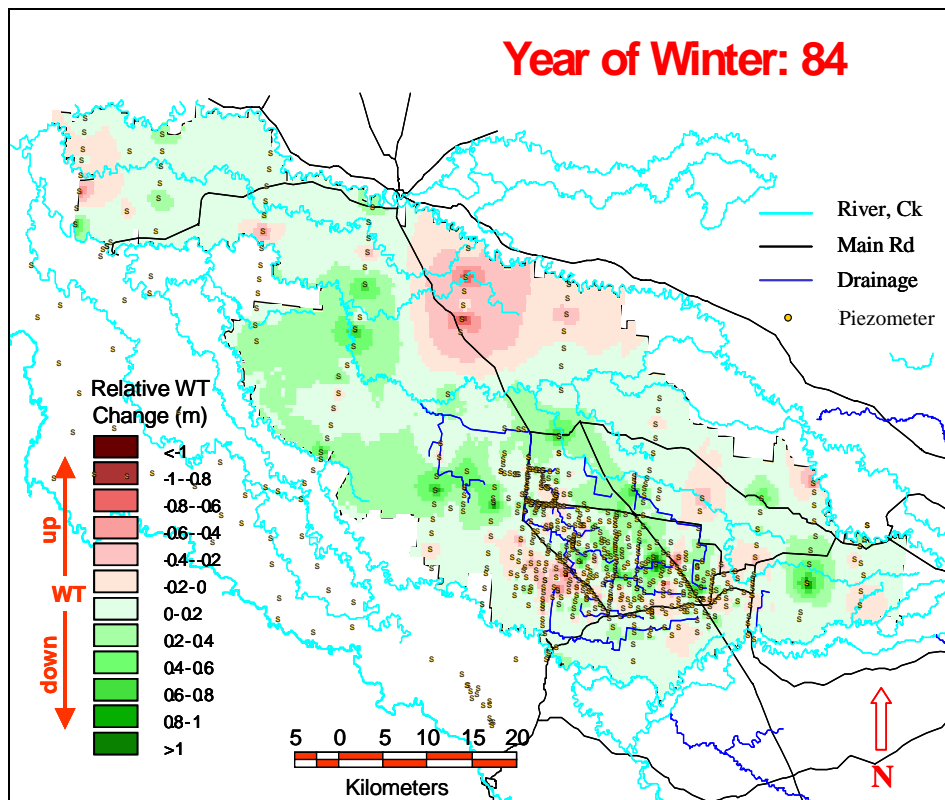 Year of Winter: 84
River, Ck
Main Rd
Drainage
Piezometer
Relative WT
Change (m)
<-1
-1--0.8
-0.8--0.6
-0.6--0.4
-0.4--0.2
-0.2-0
0-0.2
0.2-0.4
0.4-0.6
0.6-0.8
0.8-1
>1
up
WT
down
5 0 5 10 15 20
Kilometers
N